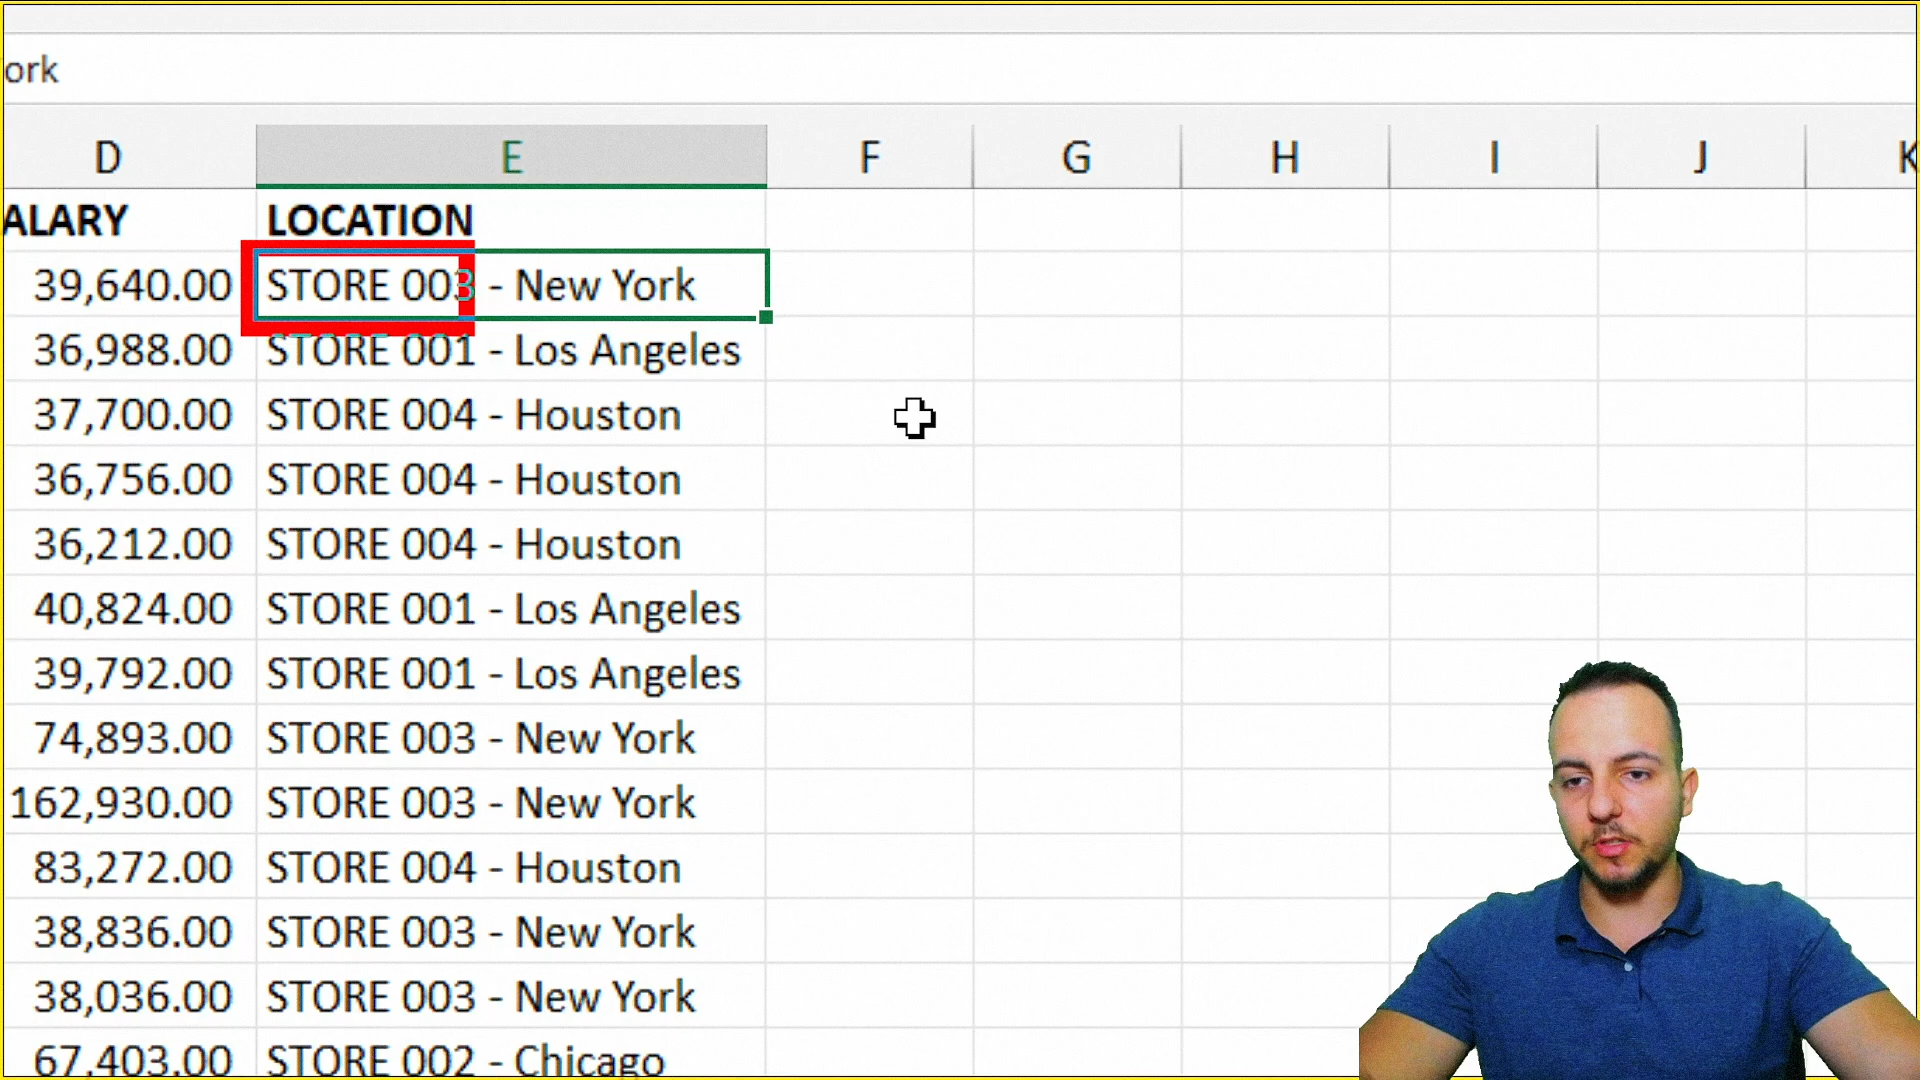 ork
D E F G H I J K
ALARY LOCATION
39,640.00 STORE 003 - New York
36,988.00 STORE 001 - Los Angeles
37,700.00 STORE 004 - Houston
36,756.00 STORE 004 - Houston
36,212.00 STORE 004 - Houston
40,824.00 STORE 001 - Los Angeles
39,792.00 STORE 001 - Los Angeles
74,893.00 STORE 003 - New York
162,930.00 STORE 003 - New York
83,272.00 STORE 004 - Houston
38,836.00 STORE 003 - New York
38,036.00 STORE 003 - New York
67,403.00 STORE 002 - Chicago